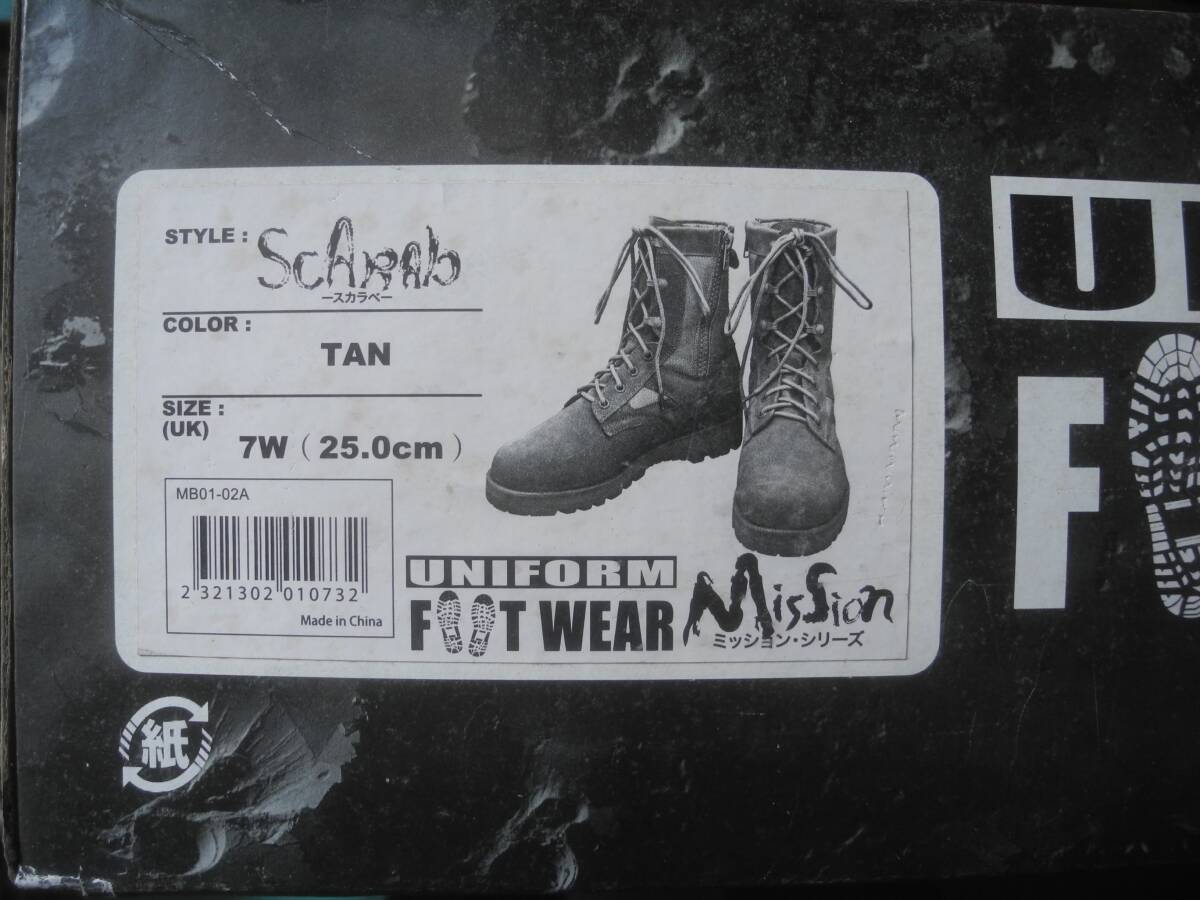 STYLE : SCARAb
ースカラベー
COLOR :
TAN
SIZE :
(UK)
7W ( 25.0cm )
MB01-02A
2 321302 010732
Made in China
UNIFORM
FOOT WEAR
MisSion
ミッション・シリーズ
U
F
紙